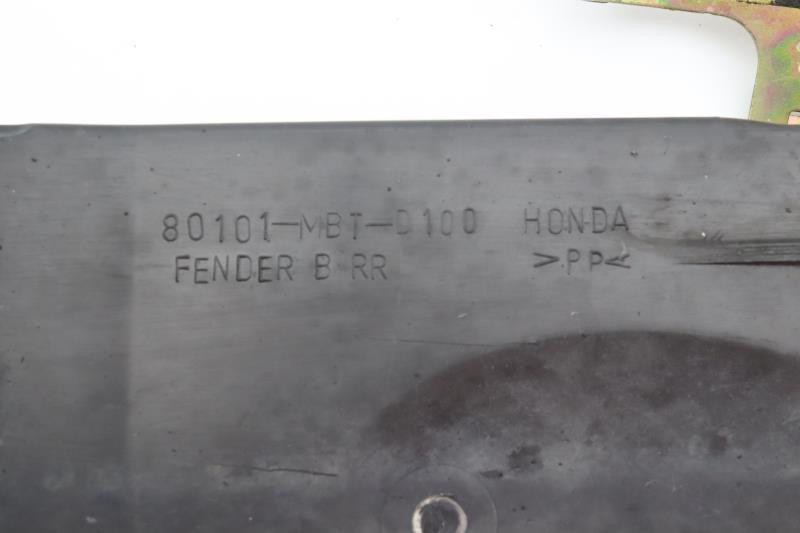 80101-MBT-D100 HONDA
FENDER B RR >PP<